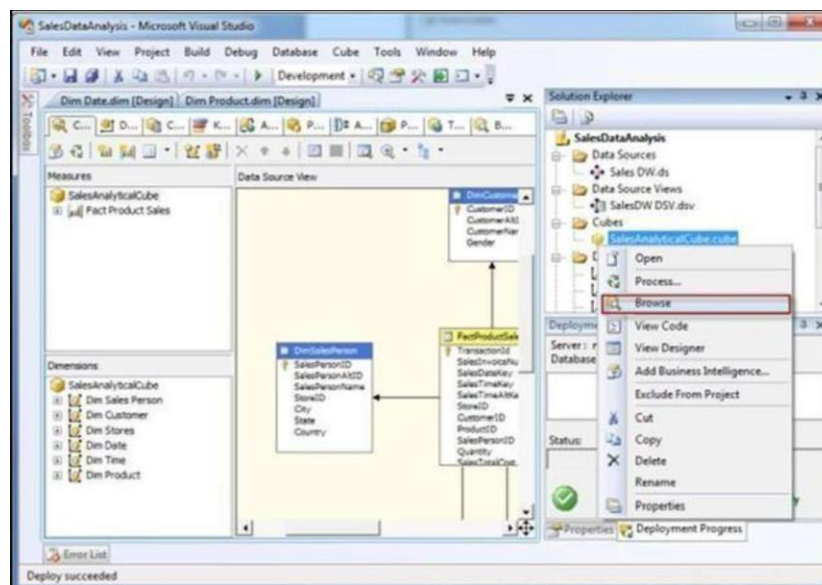 SalesDataAnalysis - Microsoft Visual Studio
File Edit View Project Build Debug Database Cube Tools Window Help
Development
Toolbox
Dim Date.dim [Design] Dim Product.dim [Design]
C... D... C... K... A... P... A... P... T... B...
Measures
SalesAnalyticalCube
Fact Product Sales
Dimensions
SalesAnalyticalCube
Dim Sales Person
Dim Customer
Dim Stores
Dim Date
Dim Time
Dim Product
Data Source View
DimCustome
CustomerID
CustomerAltI
CustomerNar
Gender
DimSalesPerson
SalesPersonID
SalesPersonAltID
SalesPersonName
StoreID
City
State
Country
FactProductSale
TransactionId
SalesInvoiceNu
SalesDateKey
SalesTimeKey
SalesTimeAltKe
StoreID
CustomerID
ProductID
SalesPersonID
Quantity
SalesTotalCost
Solution Explorer
SalesDataAnalysis
Data Sources
Sales DW.ds
Data Source Views
SalesDW DSV.dsv
Cubes
SalesAnalyticalCube.cube
Open
Process...
Browse
View Code
View Designer
Add Business Intelligence...
Exclude From Project
Cut
Copy
Delete
Rename
Properties
Deployme
Server: r
Database
Status:
Properties Deployment Progress
Error List
Deploy succeeded